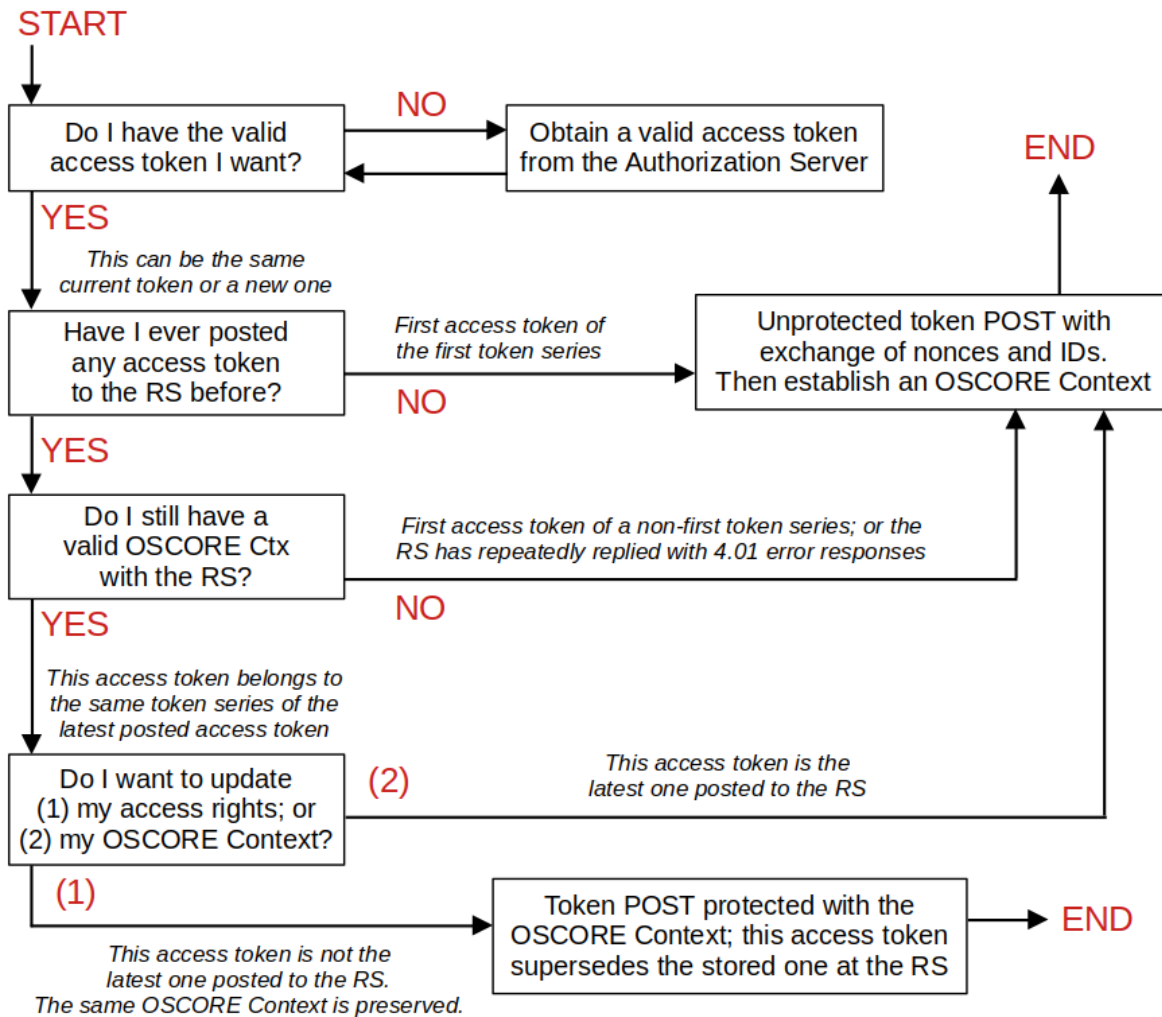 START
Do I have the valid
access token I want?
NO
Obtain a valid access token
from the Authorization Server
END
YES
This can be the same
current token or a new one
Have I ever posted
any access token
to the RS before?
First access token of
the first token series
NO
Unprotected token POST with
exchange of nonces and IDs.
Then establish an OSCORE Context
YES
Do I still have a
valid OSCORE Ctx
with the RS?
First access token of a non-first token series; or the
RS has repeatedly replied with 4.01 error responses
NO
YES
This access token belongs to
the same token series of the
latest posted access token
Do I want to update
(1) my access rights; or
(2) my OSCORE Context?
(2)
This access token is the
latest one posted to the RS
(1)
This access token is not the
latest one posted to the RS.
The same OSCORE Context is preserved.
Token POST protected with the
OSCORE Context; this access token
supersedes the stored one at the RS
END